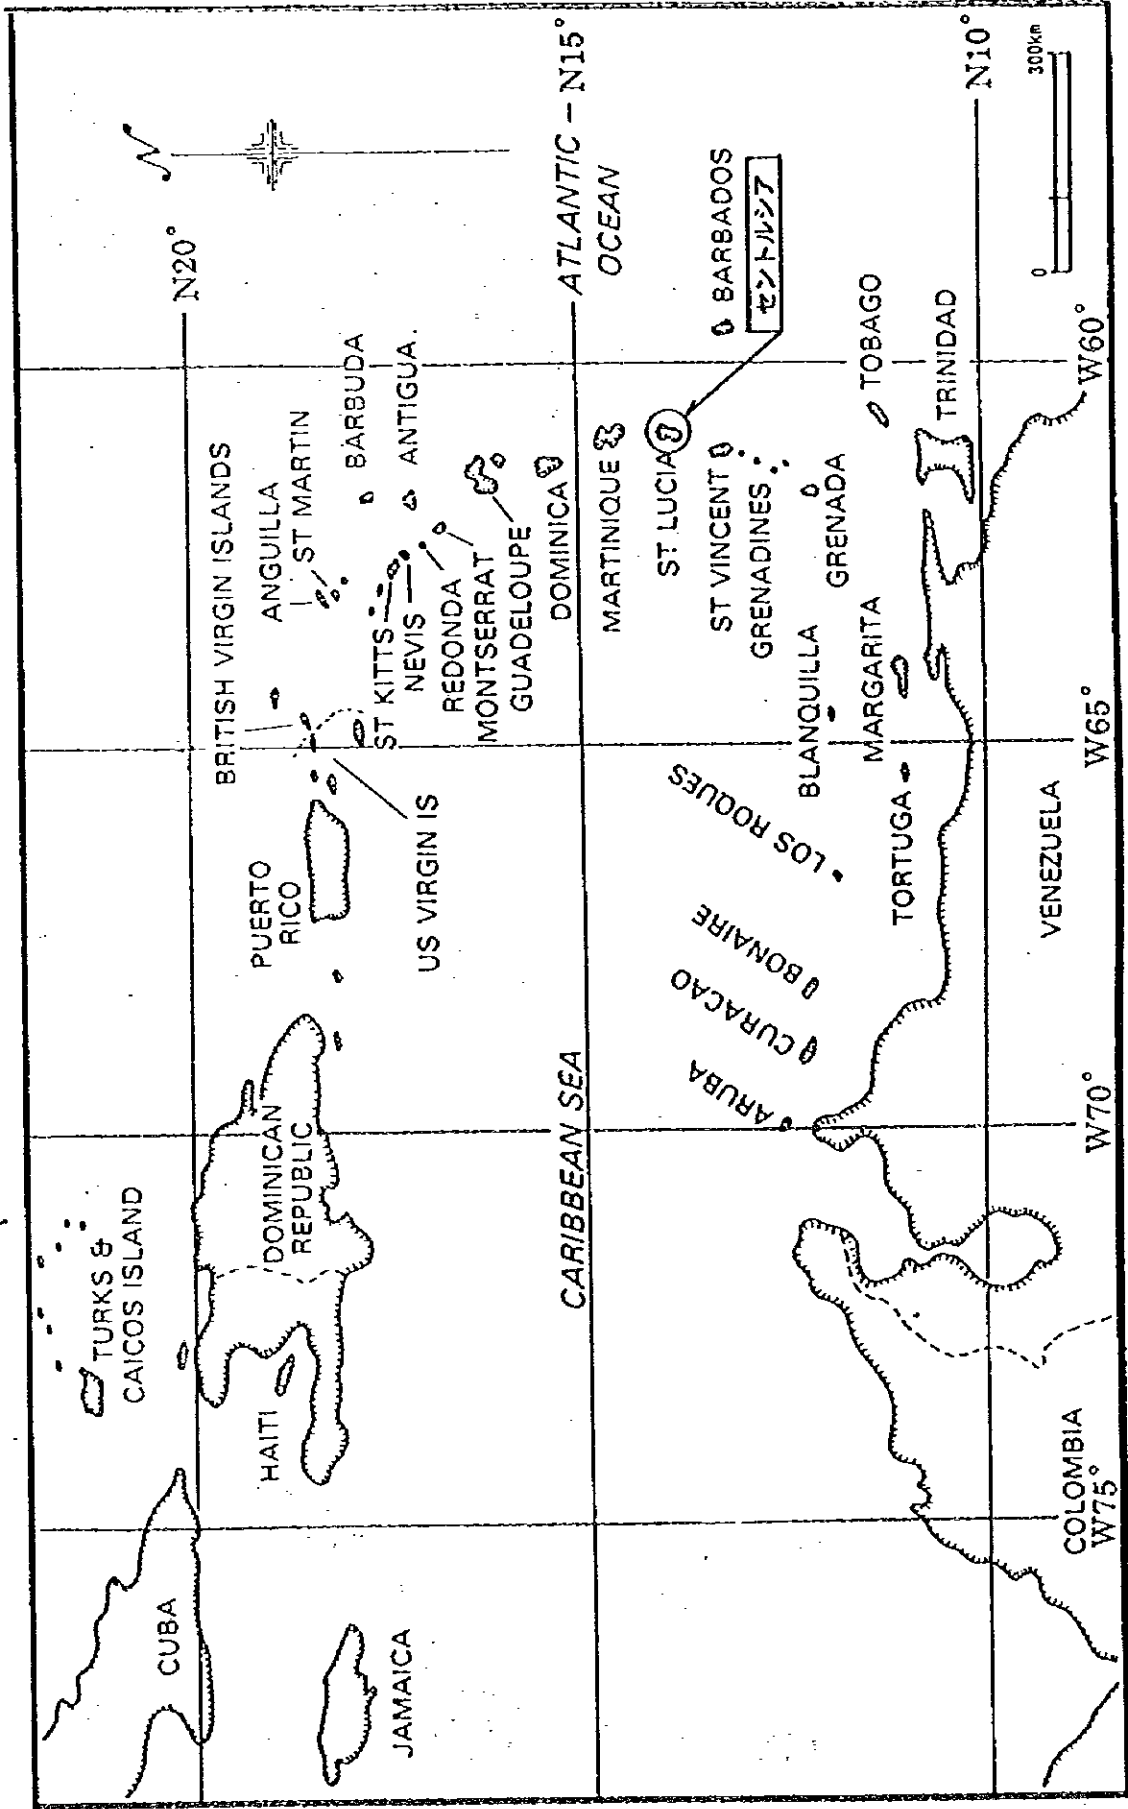 N
N20°
TURKS &
CAICOS ISLAND
CUBA
HAITI
DOMINICAN
REPUBLIC
JAMAICA
PUERTO
RICO
BRITISH VIRGIN ISLANDS
US VIRGIN IS
ANGUILLA
ST MARTIN
BARBUDA
ANTIGUA.
ST KITTS
NEVIS
REDONDA
MONTSERRAT
GUADELOUPE
DOMINICA
CARIBBEAN SEA
ATLANTIC – N15°
OCEAN
MARTINIQUE
ST LUCIA
BARBADOS
セントルシア
ST VINCENT
GRENADINES
GRENADA
ARUBA
CURACAO
BONAIRE
LOS ROQUES
BLANQUILLA
MARGARITA
TORTUGA
TOBAGO
TRINIDAD
N10°
COLOMBIA
VENEZUELA
W75°
W70°
W65°
W60°
0
300km